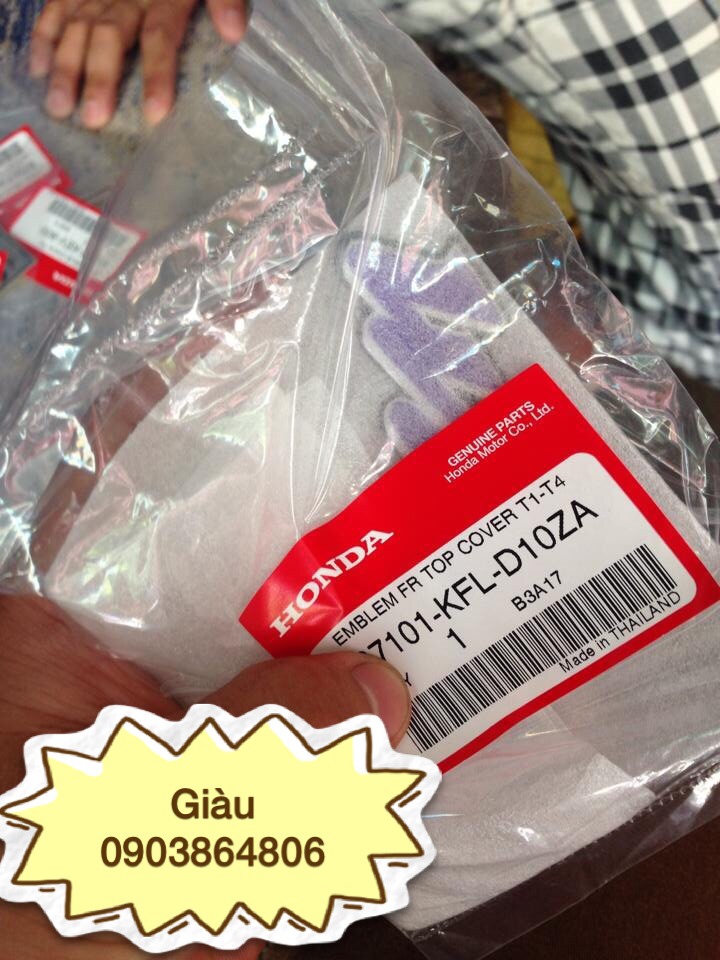 GENUINE PARTS
Honda Motor Co., Ltd.
HONDA
EMBLEM FR TOP COVER T1-T4
7101-KFL-D10ZA
1
B3A17
Made in THAILAND
Giàu
0903864806